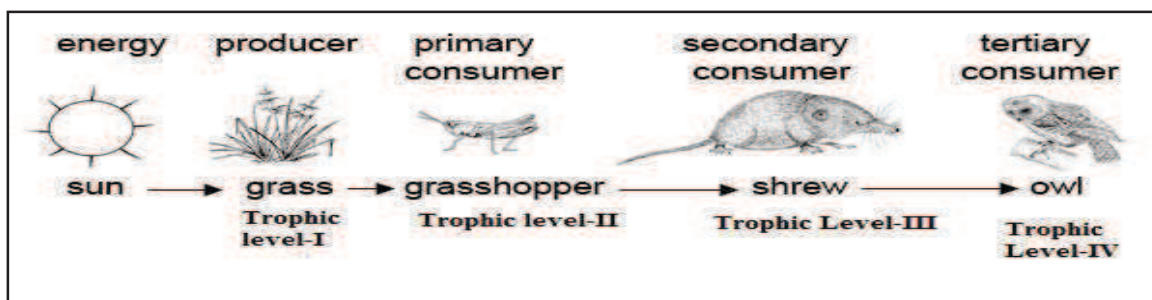 energy producer primary secondary tertiary
consumer consumer consumer
sun grass grasshopper shrew owl
Trophic level-I
Trophic level-II
Trophic Level-III
Trophic Level-IV